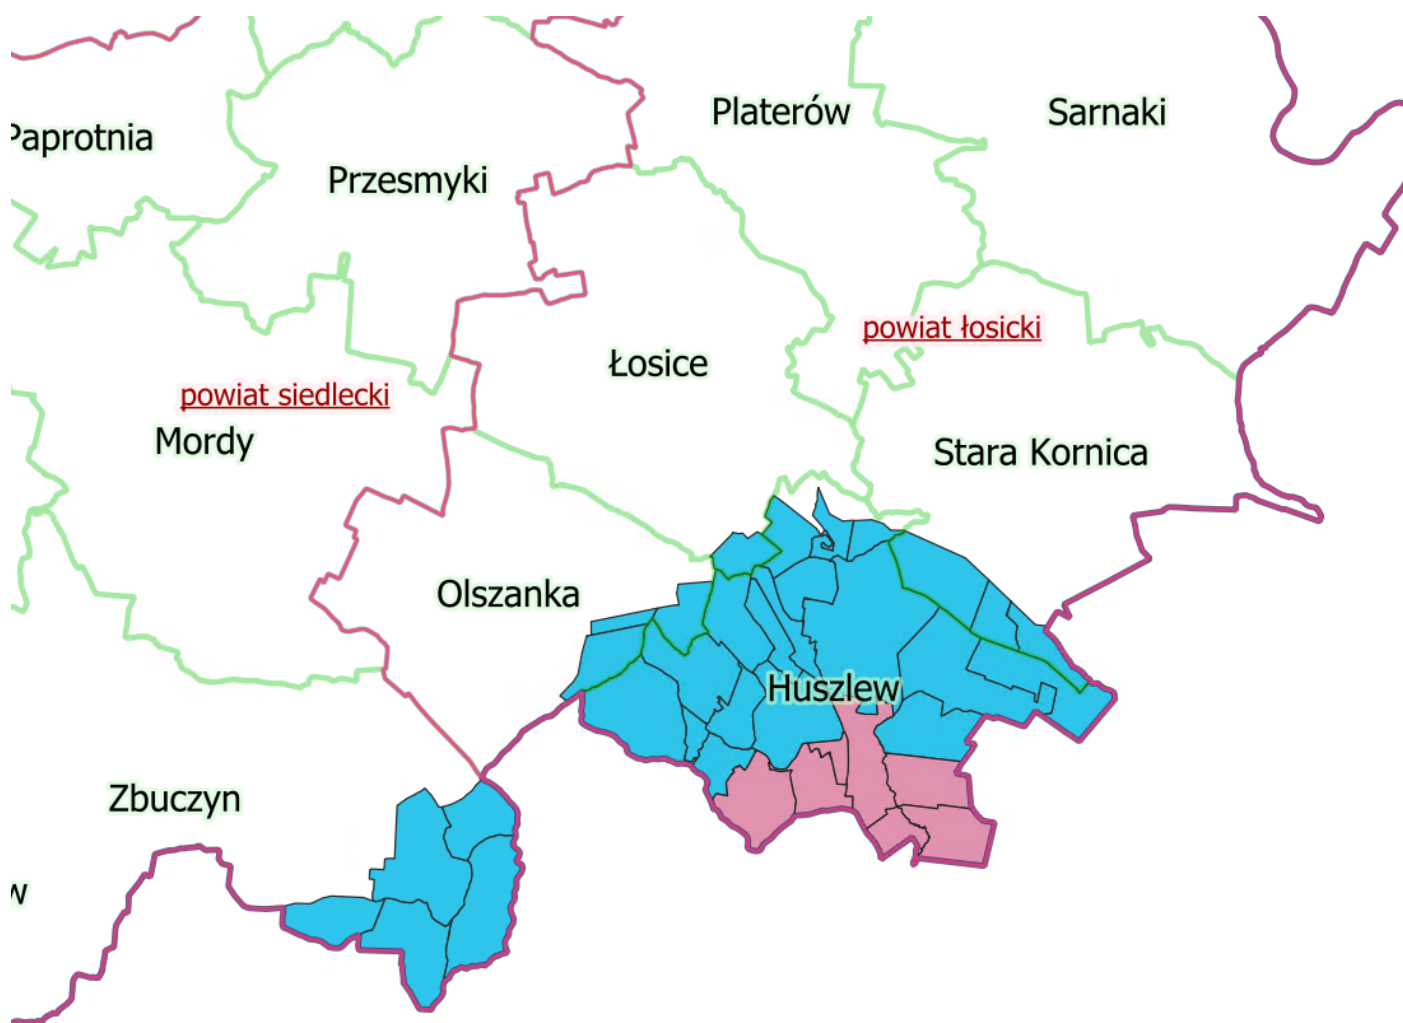 Platerów
Sarnaki
Paprotnia
Przesmyki
powiat łosicki
Łosice
powiat siedlecki
Mordy
Stara Kornica
Olszanka
Huszlew
Zbuczyn
w